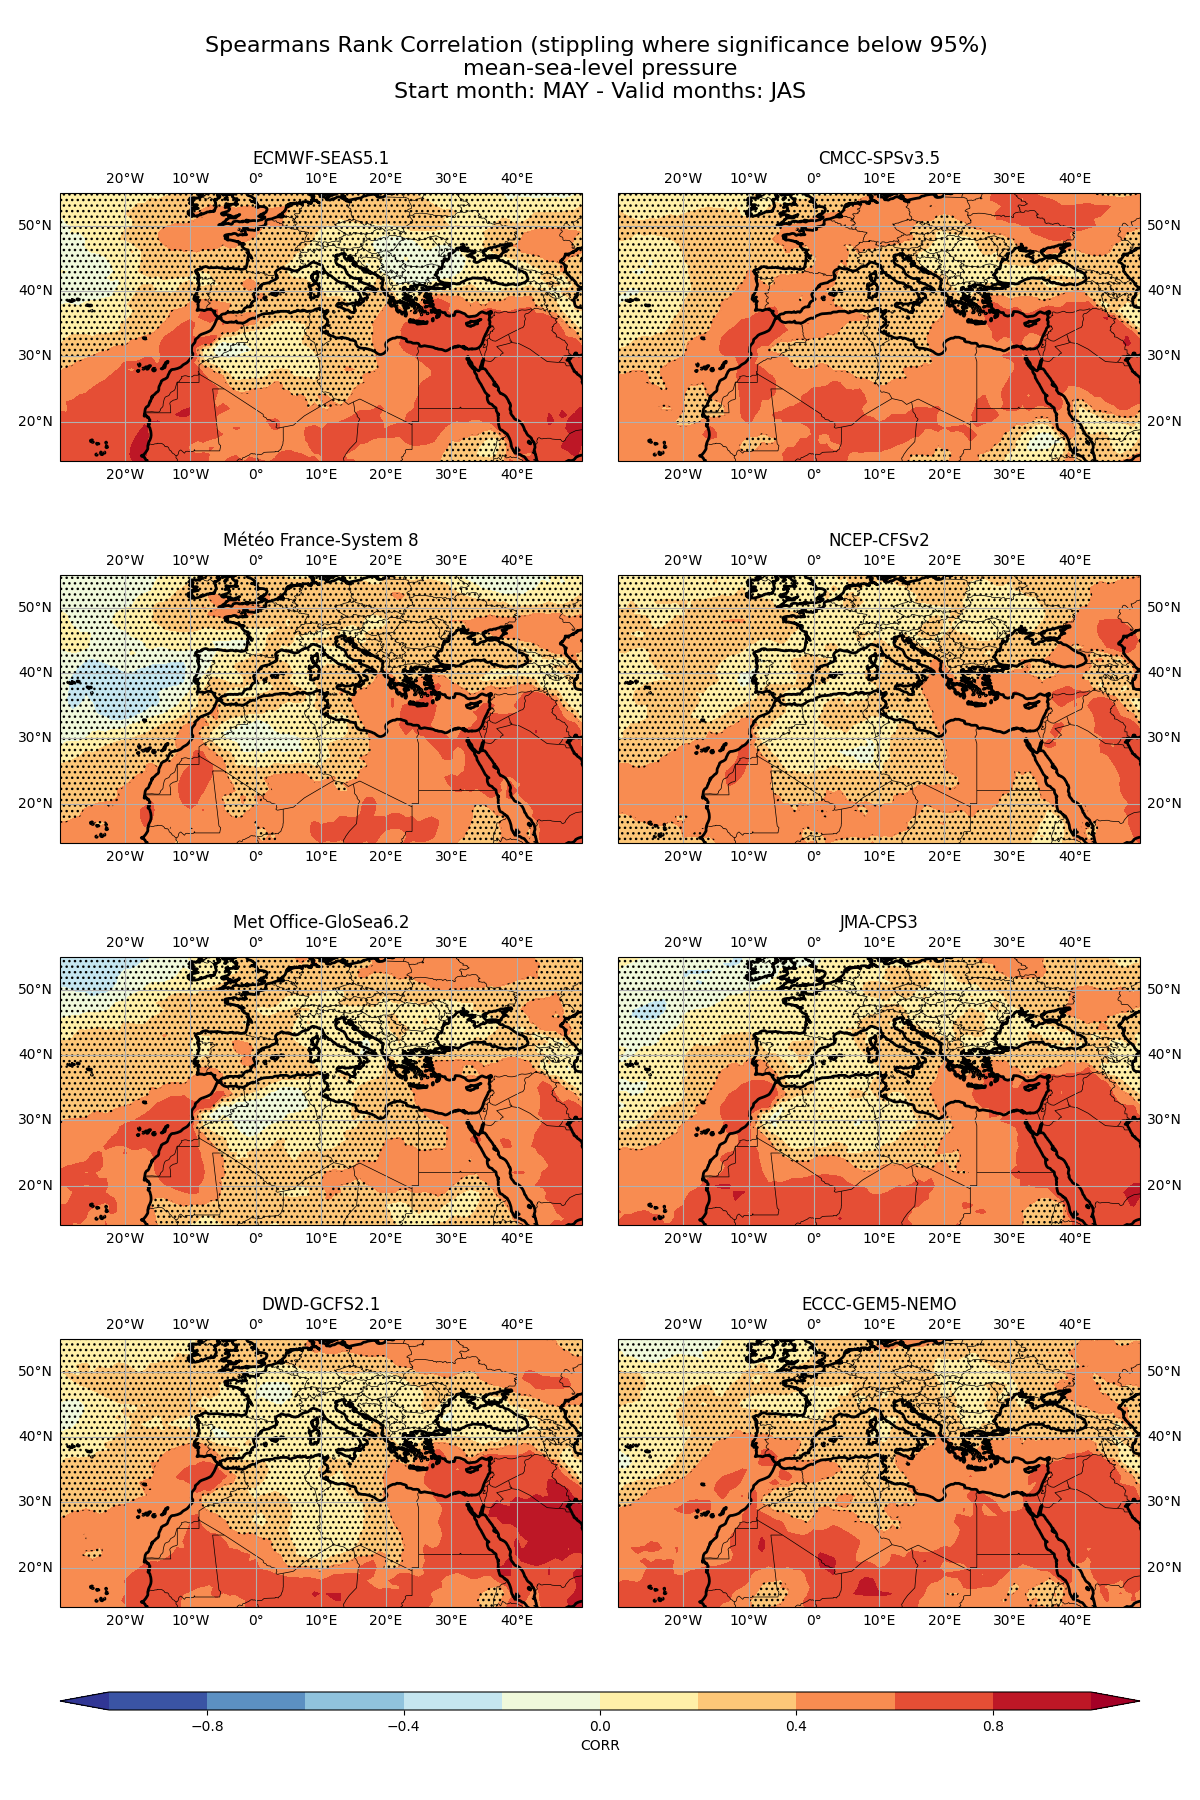 Spearmans Rank Correlation (stippling where significance below 95%)
mean-sea-level pressure
Start month: MAY - Valid months: JAS
ECMWF-SEAS5.1 CMCC-SPSv3.5
20°W 10°W 0° 10°E 20°E 30°E 40°E 20°W 10°W 0° 10°E 20°E 30°E 40°E
50°N 50°N
40°N 40°N
30°N 30°N
20°N 20°N
20°W 10°W 0° 10°E 20°E 30°E 40°E 20°W 10°W 0° 10°E 20°E 30°E 40°E
Météo France-System 8 NCEP-CFSv2
20°W 10°W 0° 10°E 20°E 30°E 40°E 20°W 10°W 0° 10°E 20°E 30°E 40°E
50°N 50°N
40°N 40°N
30°N 30°N
20°N 20°N
20°W 10°W 0° 10°E 20°E 30°E 40°E 20°W 10°W 0° 10°E 20°E 30°E 40°E
Met Office-GloSea6.2 JMA-CPS3
20°W 10°W 0° 10°E 20°E 30°E 40°E 20°W 10°W 0° 10°E 20°E 30°E 40°E
50°N 50°N
40°N 40°N
30°N 30°N
20°N 20°N
20°W 10°W 0° 10°E 20°E 30°E 40°E 20°W 10°W 0° 10°E 20°E 30°E 40°E
DWD-GCFS2.1 ECCC-GEM5-NEMO
20°W 10°W 0° 10°E 20°E 30°E 40°E 20°W 10°W 0° 10°E 20°E 30°E 40°E
50°N 50°N
40°N 40°N
30°N 30°N
20°N 20°N
20°W 10°W 0° 10°E 20°E 30°E 40°E 20°W 10°W 0° 10°E 20°E 30°E 40°E
−0.8 −0.4 0.0 0.4 0.8
CORR